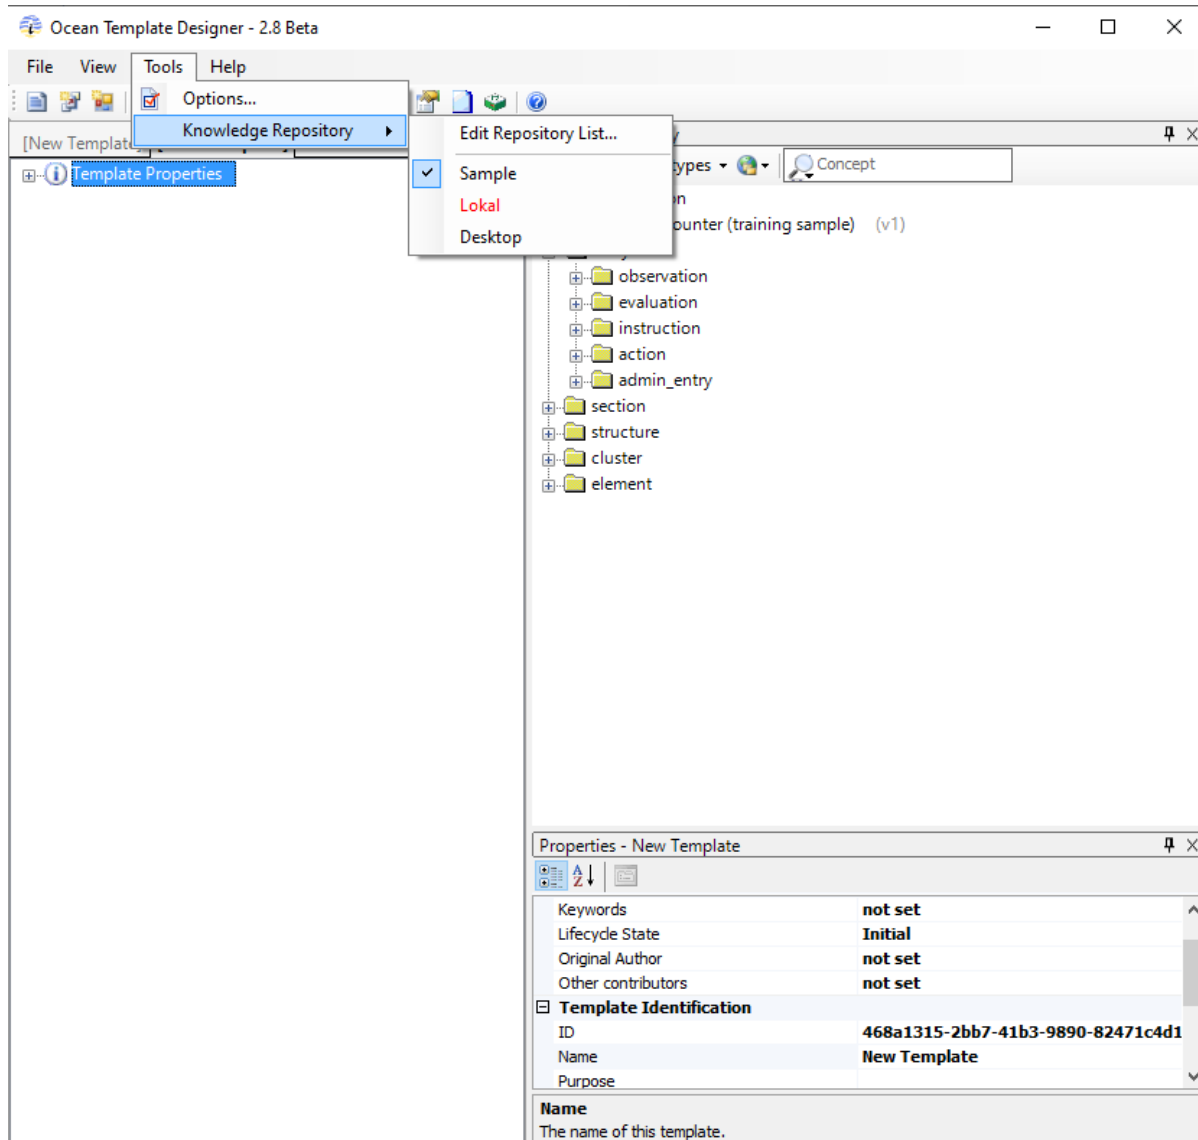 Ocean Template Designer - 2.8 Beta
File View Tools Help
Options...
Knowledge Repository
Edit Repository List...
Sample
Lokal
Desktop
[New Template
Template Properties
types
Concept
ounter (training sample) (v1)
observation
evaluation
instruction
action
admin_entry
section
structure
cluster
element
Properties - New Template
Keywords not set
Lifecycle State Initial
Original Author not set
Other contributors not set
Template Identification
ID 468a1315-2bb7-41b3-9890-82471c4d1
Name New Template
Purpose
Name
The name of this template.